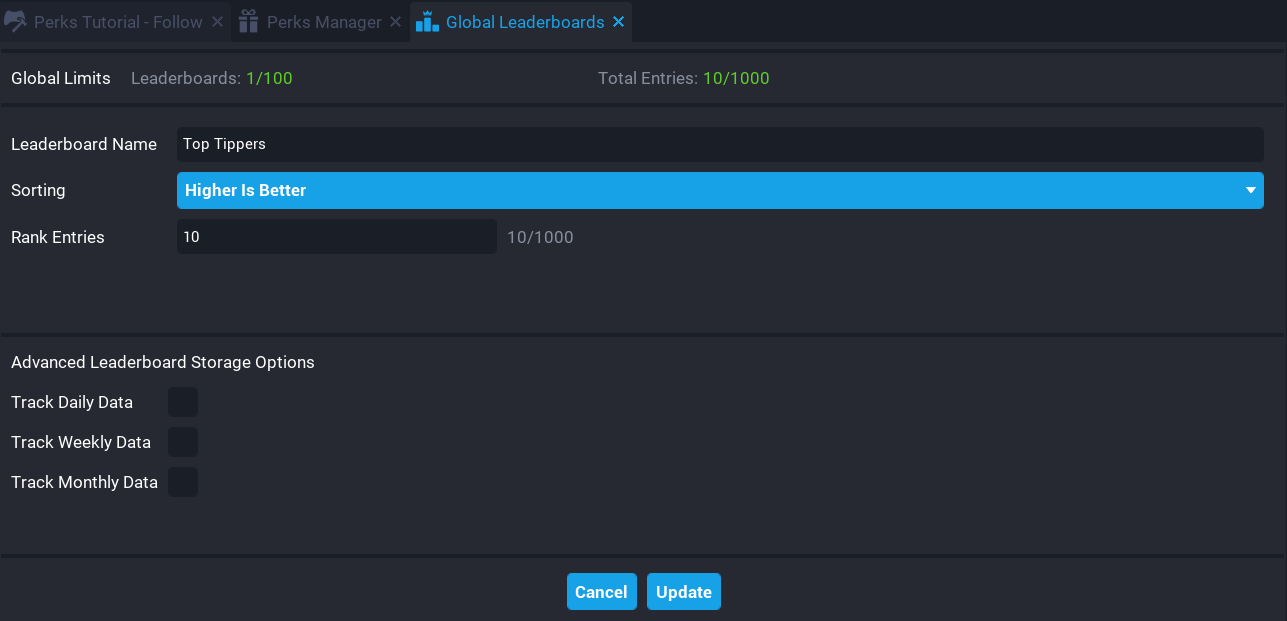 Perks Tutorial - Follow Perks Manager Global Leaderboards
Global Limits Leaderboards: 1/100 Total Entries: 10/1000
Leaderboard Name Top Tippers
Sorting Higher Is Better
Rank Entries 10 10/1000
Advanced Leaderboard Storage Options
Track Daily Data
Track Weekly Data
Track Monthly Data
Cancel Update